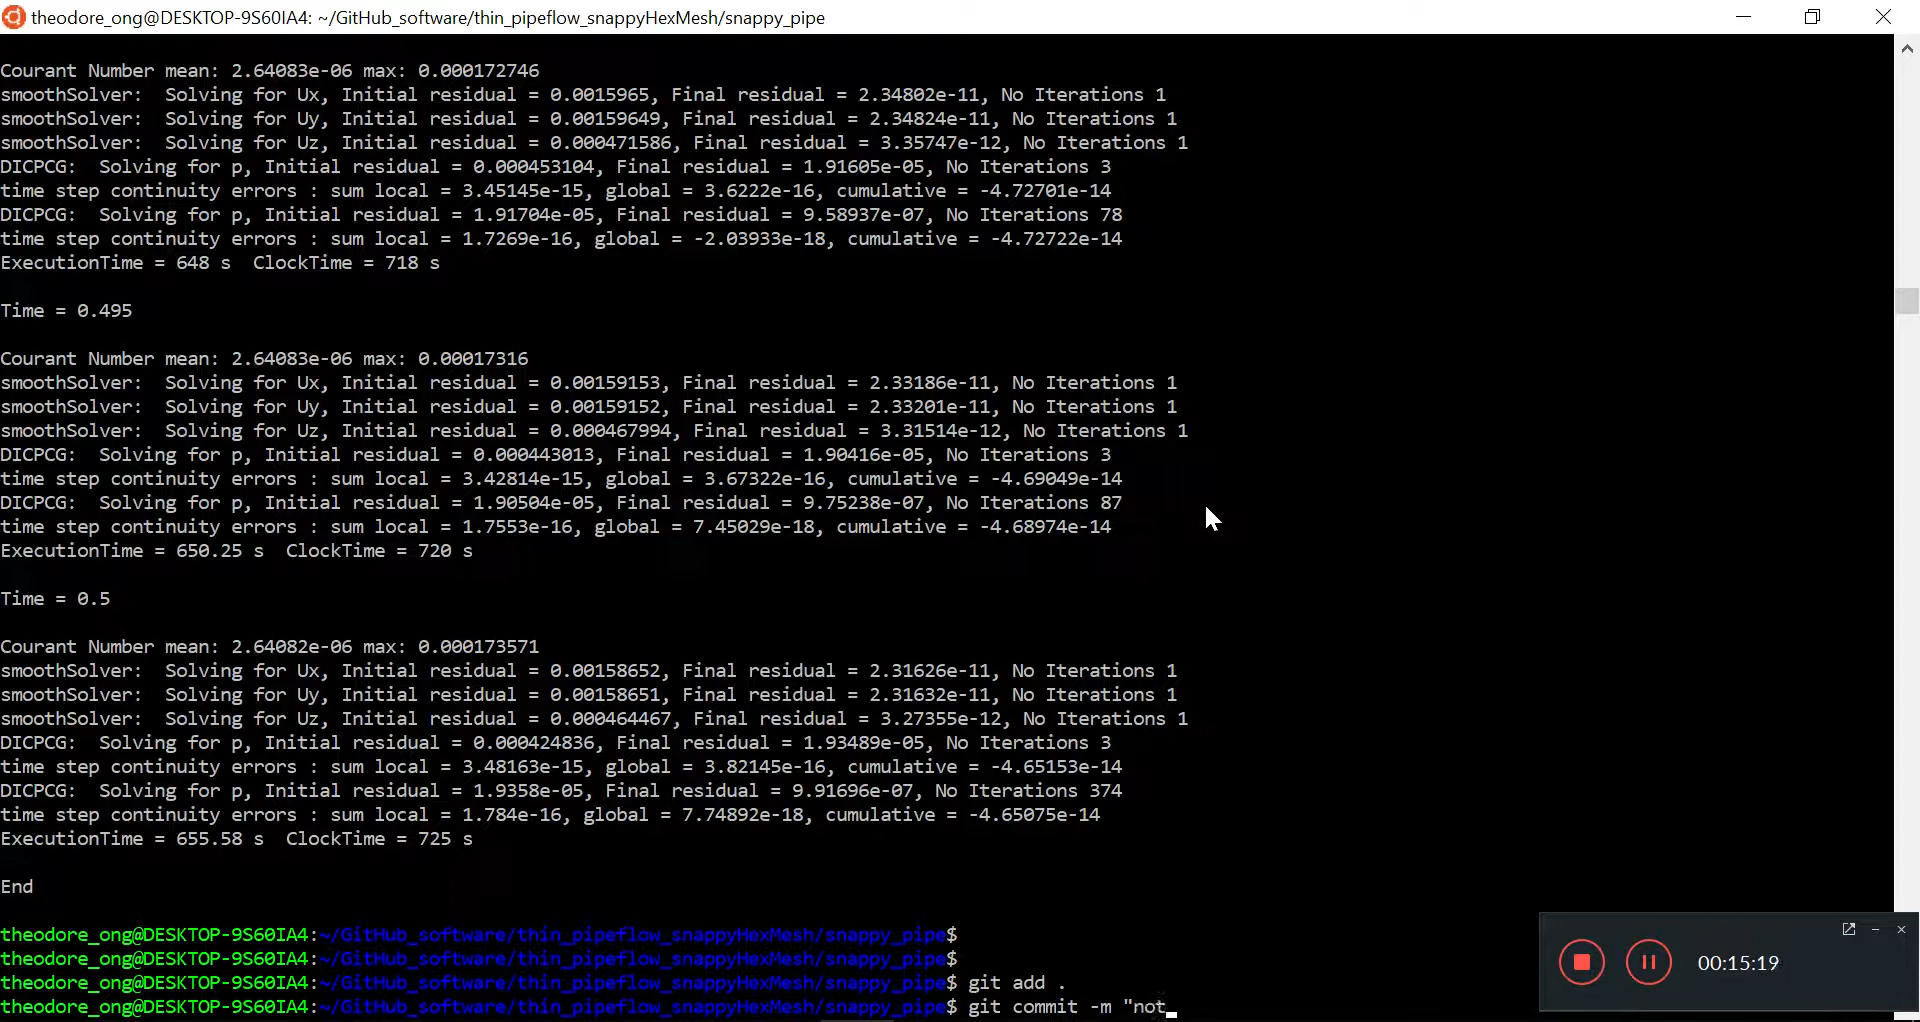 theodore_ong@DESKTOP-9S60IA4: ~/GitHub_software/thin_pipeflow_snappyHexMesh/snappy_pipe
Courant Number mean: 2.64083e-06 max: 0.000172746
smoothSolver:  Solving for Ux, Initial residual = 0.0015965, Final residual = 2.34802e-11, No Iterations 1
smoothSolver:  Solving for Uy, Initial residual = 0.00159649, Final residual = 2.34824e-11, No Iterations 1
smoothSolver:  Solving for Uz, Initial residual = 0.000471586, Final residual = 3.35747e-12, No Iterations 1
DICPCG:  Solving for p, Initial residual = 0.000453104, Final residual = 1.91605e-05, No Iterations 3
time step continuity errors : sum local = 3.45145e-15, global = 3.6222e-16, cumulative = -4.72701e-14
DICPCG:  Solving for p, Initial residual = 1.91704e-05, Final residual = 9.58937e-07, No Iterations 78
time step continuity errors : sum local = 1.7269e-16, global = -2.03933e-18, cumulative = -4.72722e-14
ExecutionTime = 648 s  ClockTime = 718 s
Time = 0.495
Courant Number mean: 2.64083e-06 max: 0.00017316
smoothSolver:  Solving for Ux, Initial residual = 0.00159153, Final residual = 2.33186e-11, No Iterations 1
smoothSolver:  Solving for Uy, Initial residual = 0.00159152, Final residual = 2.33201e-11, No Iterations 1
smoothSolver:  Solving for Uz, Initial residual = 0.000467994, Final residual = 3.31514e-12, No Iterations 1
DICPCG:  Solving for p, Initial residual = 0.000443013, Final residual = 1.90416e-05, No Iterations 3
time step continuity errors : sum local = 3.42814e-15, global = 3.67322e-16, cumulative = -4.69049e-14
DICPCG:  Solving for p, Initial residual = 1.90504e-05, Final residual = 9.75238e-07, No Iterations 87
time step continuity errors : sum local = 1.7553e-16, global = 7.45029e-18, cumulative = -4.68974e-14
ExecutionTime = 650.25 s  ClockTime = 720 s
Time = 0.5
Courant Number mean: 2.64082e-06 max: 0.000173571
smoothSolver:  Solving for Ux, Initial residual = 0.00158652, Final residual = 2.31626e-11, No Iterations 1
smoothSolver:  Solving for Uy, Initial residual = 0.00158651, Final residual = 2.31632e-11, No Iterations 1
smoothSolver:  Solving for Uz, Initial residual = 0.000464467, Final residual = 3.27355e-12, No Iterations 1
DICPCG:  Solving for p, Initial residual = 0.000424836, Final residual = 1.93489e-05, No Iterations 3
time step continuity errors : sum local = 3.48163e-15, global = 3.82145e-16, cumulative = -4.65153e-14
DICPCG:  Solving for p, Initial residual = 1.9358e-05, Final residual = 9.91696e-07, No Iterations 374
time step continuity errors : sum local = 1.784e-16, global = 7.74892e-18, cumulative = -4.65075e-14
ExecutionTime = 655.58 s  ClockTime = 725 s
End
theodore_ong@DESKTOP-9S60IA4:~/GitHub_software/thin_pipeflow_snappyHexMesh/snappy_pipe$
theodore_ong@DESKTOP-9S60IA4:~/GitHub_software/thin_pipeflow_snappyHexMesh/snappy_pipe$
theodore_ong@DESKTOP-9S60IA4:~/GitHub_software/thin_pipeflow_snappyHexMesh/snappy_pipe$ git add .
theodore_ong@DESKTOP-9S60IA4:~/GitHub_software/thin_pipeflow_snappyHexMesh/snappy_pipe$ git commit -m "not
00:15:19